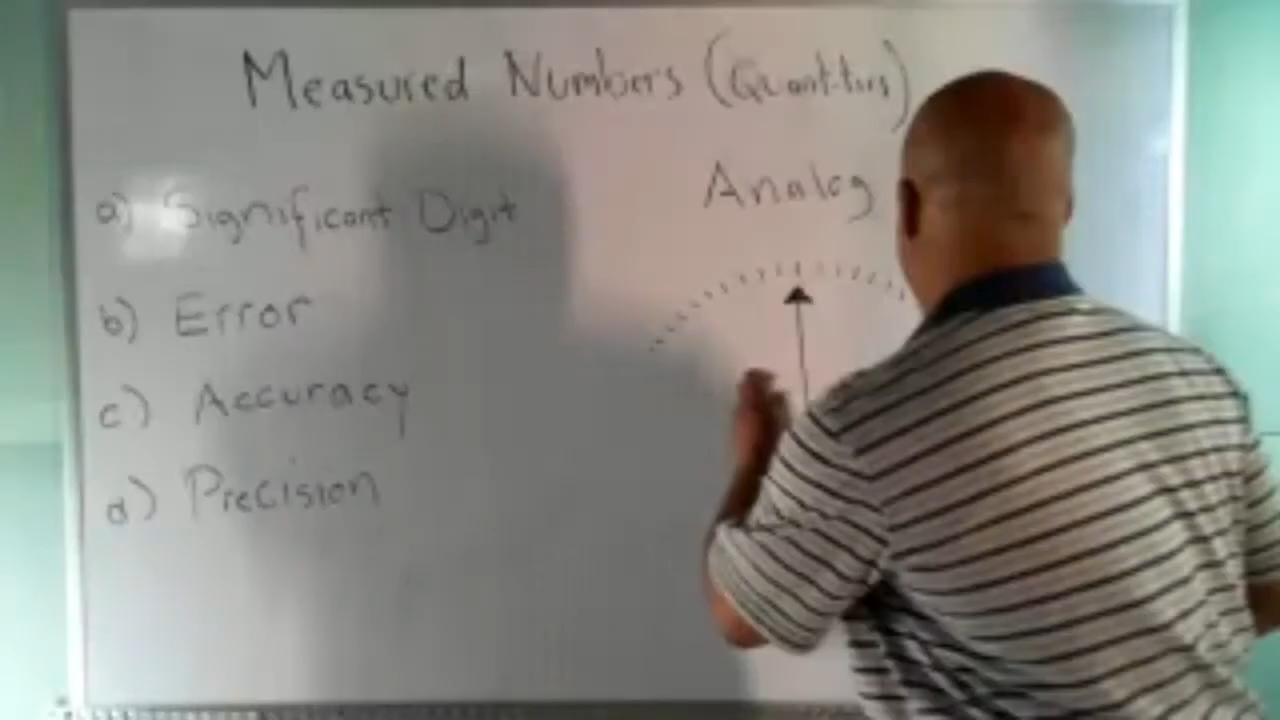 Measured Numbers (Quantities)
Analog
a) Significant Digit
b) Error
c) Accuracy
d) Precision